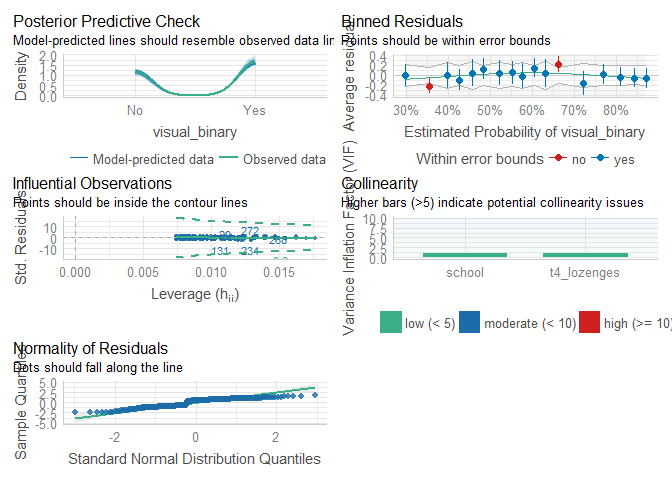 Posterior Predictive Check
Model-predicted lines should resemble observed data lin
Density
2.0
1.5
1.0
0.5
0.0
No
Yes
visual_binary
Model-predicted data
Observed data
Binned Residuals
Points should be within error bounds
Average residual
0.4
0.2
0.0
-0.2
-0.4
30%
40%
50%
60%
70%
80%
Estimated Probability of visual_binary
Within error bounds
no
yes
Influential Observations
Points should be inside the contour lines
Std. Residuals
10
0
-10
272
268
131
234
0.000
0.005
0.010
0.015
Leverage (hii)
Collinearity
Higher bars (>5) indicate potential collinearity issues
Variance Inflation Factor (VIF)
10.0
7.5
5.0
2.5
0.0
school
t4_lozenges
low (< 5)
moderate (< 10)
high (>= 10)
Normality of Residuals
Dots should fall along the line
Sample Quantiles
5.0
2.5
0.0
-2.5
-5.0
-2
0
2
Standard Normal Distribution Quantiles